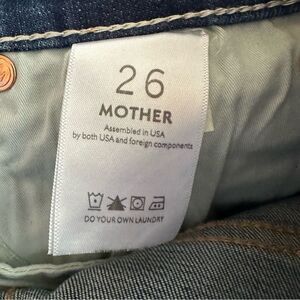 26
MOTHER
Assembled in USA
by both USA and foreign components
DO YOUR OWN LAUNDRY